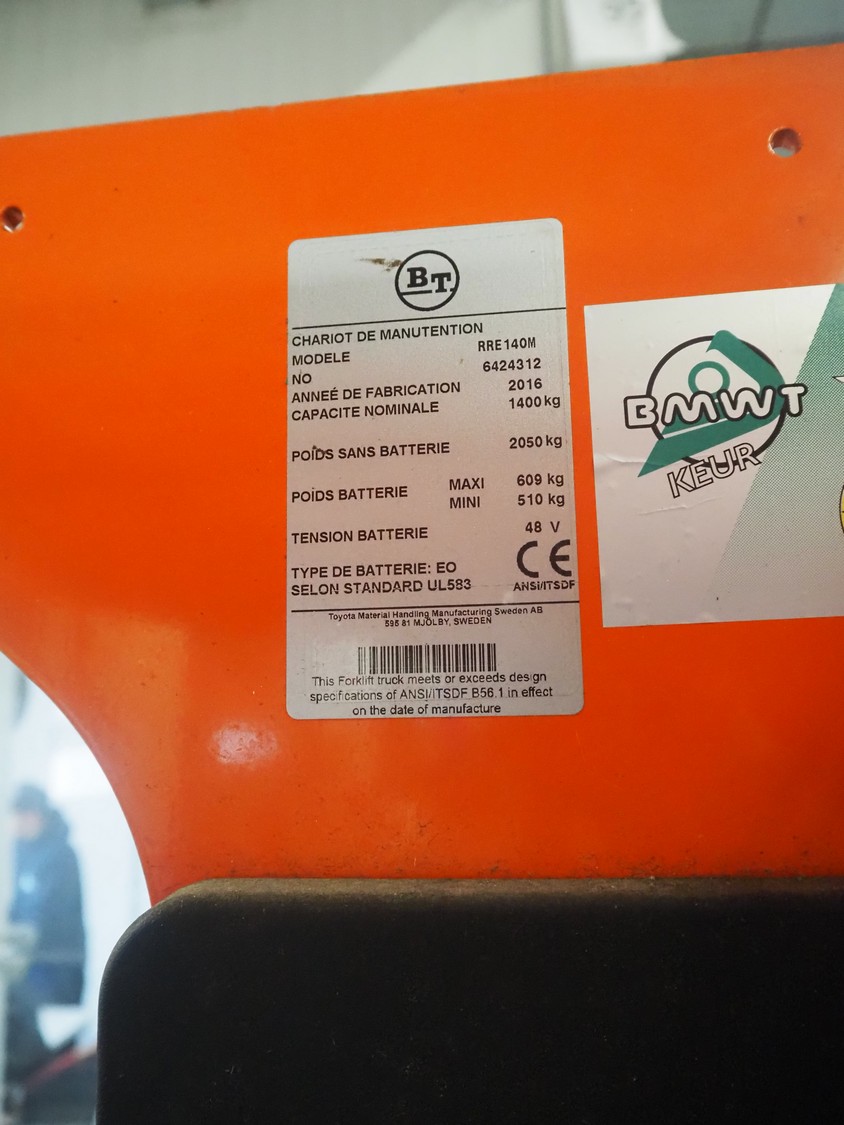 BT
CHARIOT DE MANUTENTION
MODELE RRE140M
NO 6424312
ANNEÉ DE FABRICATION 2016
CAPACITE NOMINALE 1400 kg
POIDS SANS BATTERIE 2050 kg
POIDS BATTERIE MAXI 609 kg
MINI 510 kg
TENSION BATTERIE 48 V
CE
TYPE DE BATTERIE: EO
SELON STANDARD UL583 ANSI/ITSDF
Toyota Material Handling Manufacturing Sweden AB
595 81 MJÖLBY, SWEDEN
This Forklift truck meets or exceeds design
specifications of ANSI/ITSDF B56.1 in effect
on the date of manufacture
BMWT
KEUR